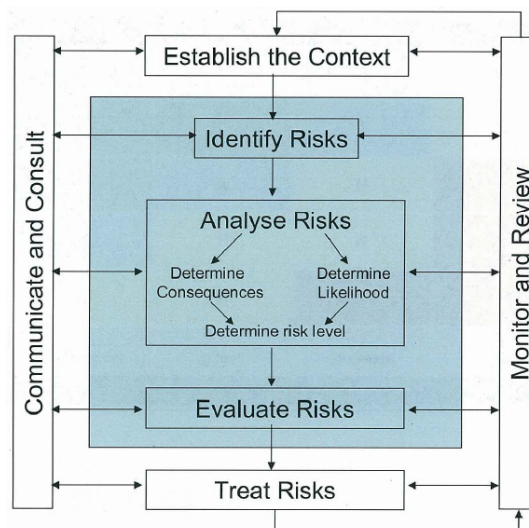 Establish the Context
Communicate and Consult
Monitor and Review
Identify Risks
Analyse Risks
Determine
Consequences
Determine
Likelihood
Determine risk level
Evaluate Risks
Treat Risks